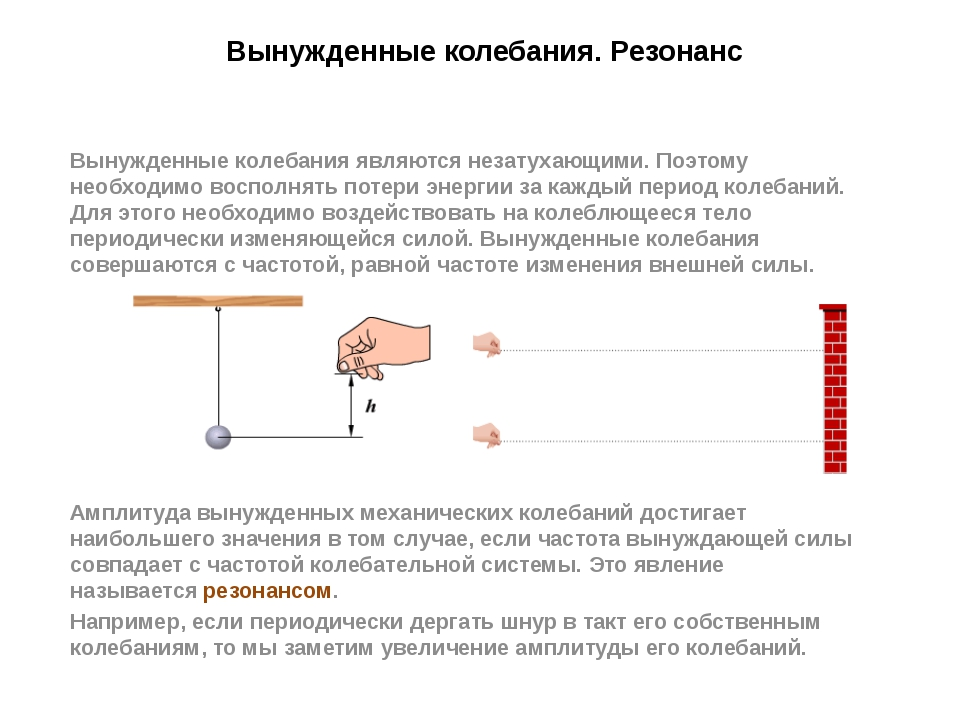 Вынужденные колебания. Резонанс
Вынужденные колебания являются незатухающими. Поэтому
необходимо восполнять потери энергии за каждый период колебаний.
Для этого необходимо воздействовать на колеблющееся тело
периодически изменяющейся силой. Вынужденные колебания
совершаются с частотой, равной частоте изменения внешней силы.
h
Амплитуда вынужденных механических колебаний достигает
наибольшего значения в том случае, если частота вынуждающей силы
совпадает с частотой колебательной системы. Это явление
называется резонансом.
Например, если периодически дергать шнур в такт его собственным
колебаниям, то мы заметим увеличение амплитуды его колебаний.